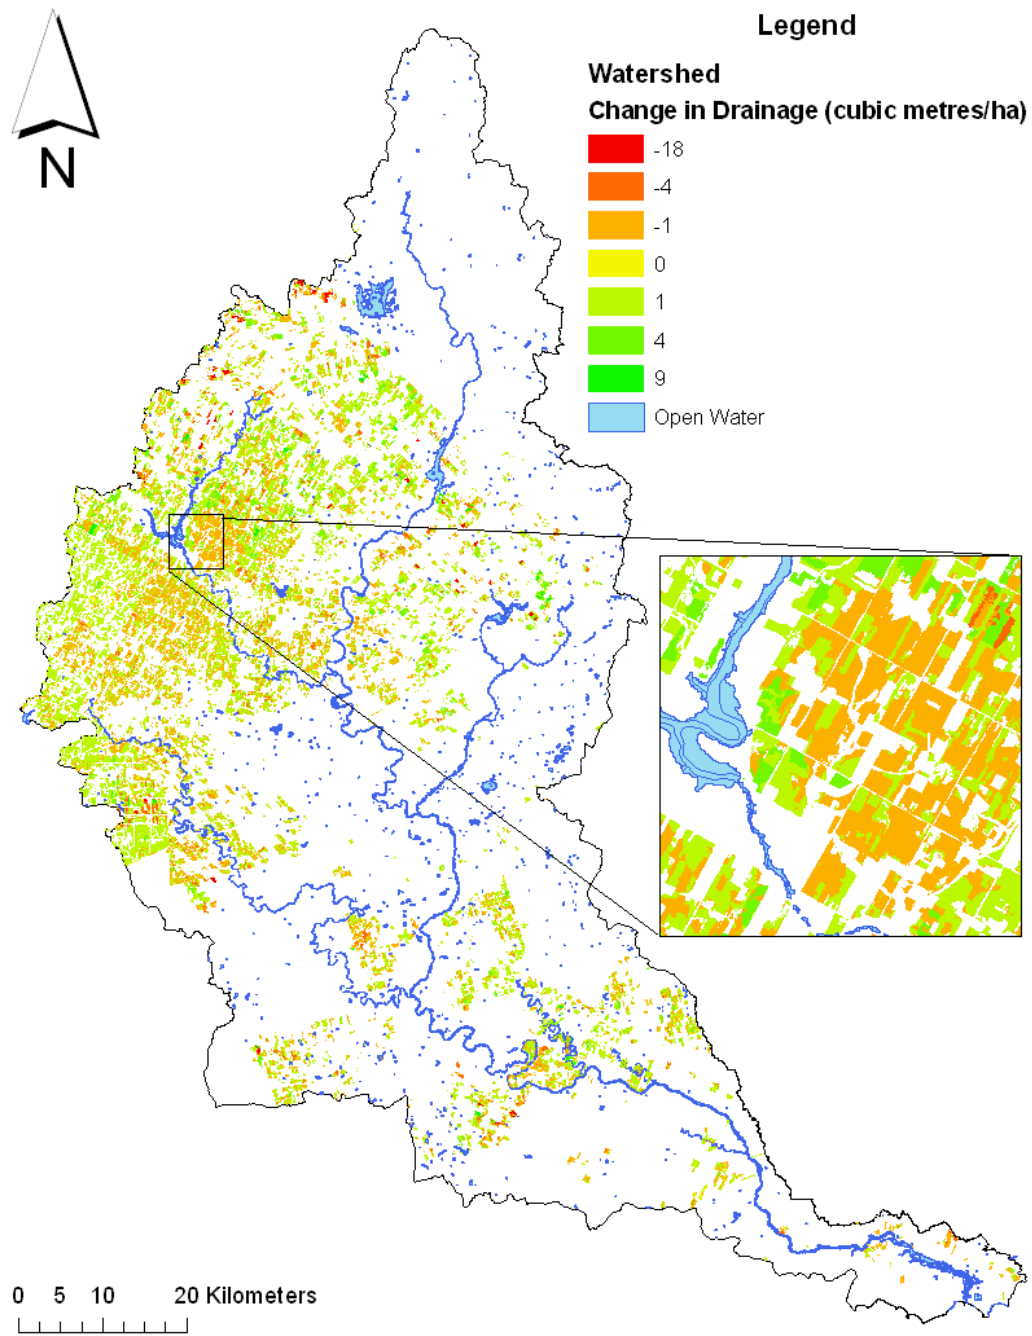 Legend
Watershed
Change in Drainage (cubic metres/ha)
-18
-4
-1
0
1
4
9
Open Water
N
0 5 10 20 Kilometers